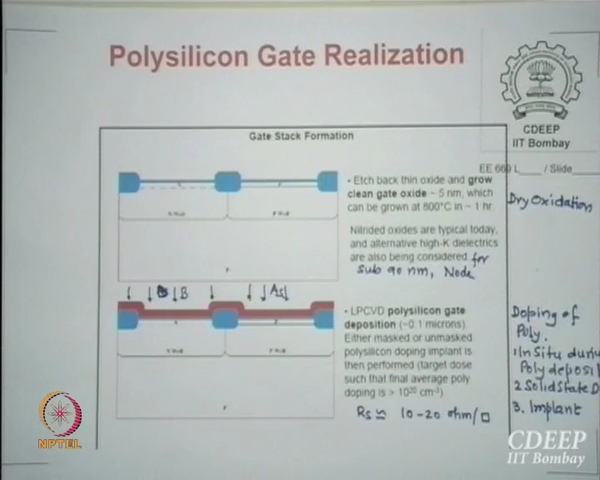 Polysilicon Gate Realization
CDEEP
IIT Bombay
EE 669 L____ / Slide____
Gate Stack Formation
• Etch back thin oxide and grow
clean gate oxide ~ 5 nm, which
can be grown at 800°C in ~ 1 hr.
Dry Oxidation
Nitrided oxides are typical today,
and alternative high-K dielectrics
are also being considered for
sub 90 nm, Node
B As
• LPCVD polysilicon gate
deposition (~0.1 microns).
Either masked or unmasked
polysilicon doping implant is
then performed (target dose
such that final average poly
doping is > 10²⁰ cm⁻³)
Rs ≃ 10-20 ohm/□
Doping of
Poly.
1 Insitu durin
Poly deposi
2 Solid State D
3. Implant
P
P
NPTEL
CDEEP
IIT Bombay